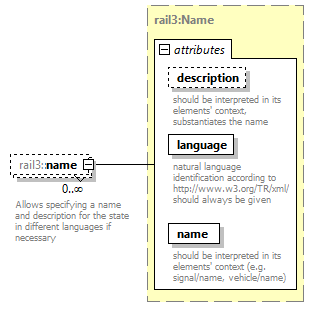 rail3:Name
attributes
description
should be interpreted in its
elements' context,
substantiates the name
language
natural language
identification according to
http://www.w3.org/TR/xml/
should always be given
rail3::name
0..∞
Allows specifying a name
and description for the state
in different languages if
necessary
name
should be interpreted in its
elements' context (e.g.
signal/name, vehicle/name)